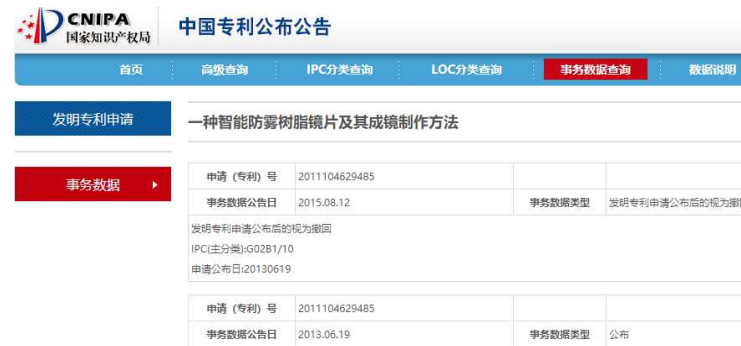 CNIPA
国家知识产权局
中国专利公布公告
首页 高级查询 IPC分类查询 LOC分类查询 事务数据查询 数据说明
发明专利申请
一种智能防雾树脂镜片及其成镜制作方法
事务数据
申请（专利）号 2011104629485
事务数据公告日 2015.08.12 事务数据类型 发明专利申请公布后的视为撤
发明专利申请公布后的视为撤回
IPC(主分类):G02B1/10
申请公布日:20130619
申请（专利）号 2011104629485
事务数据公告日 2013.06.19 事务数据类型 公布